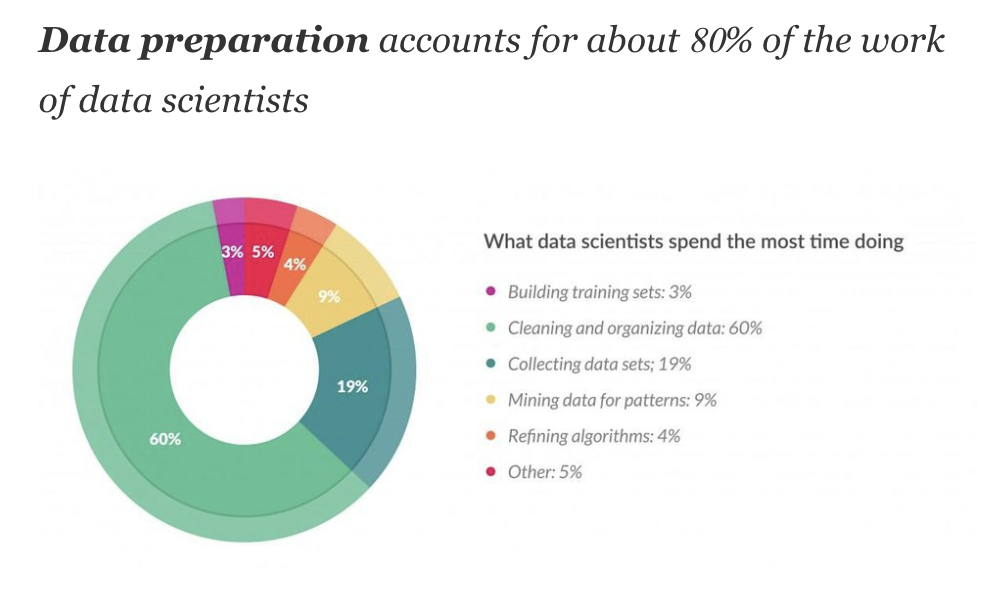 Data preparation accounts for about 80% of the work
of data scientists
3% 5%
4%
9%
19%
60%
What data scientists spend the most time doing
Building training sets: 3%
Cleaning and organizing data: 60%
Collecting data sets; 19%
Mining data for patterns: 9%
Refining algorithms: 4%
Other: 5%